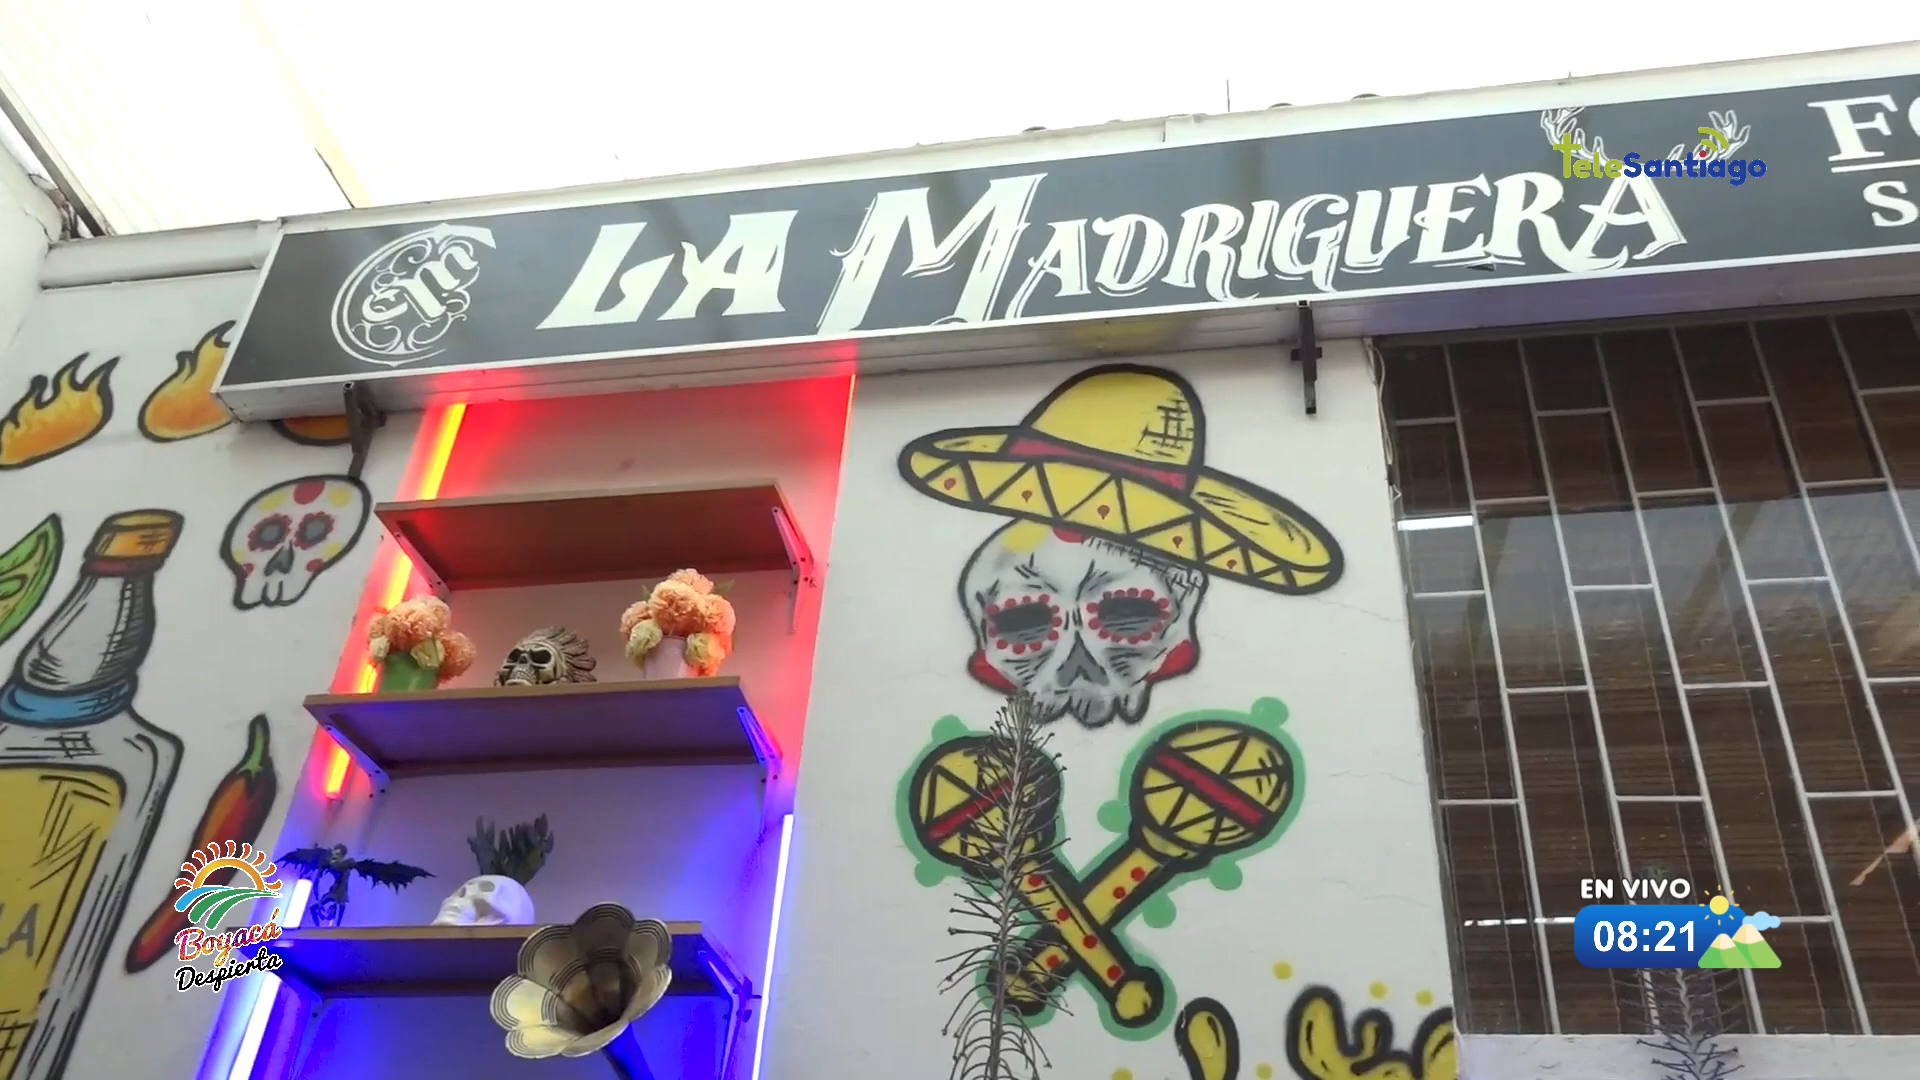 LA MADRIGUERA
teleSantiago
Boyacá
Despierta
EN VIVO
08:21